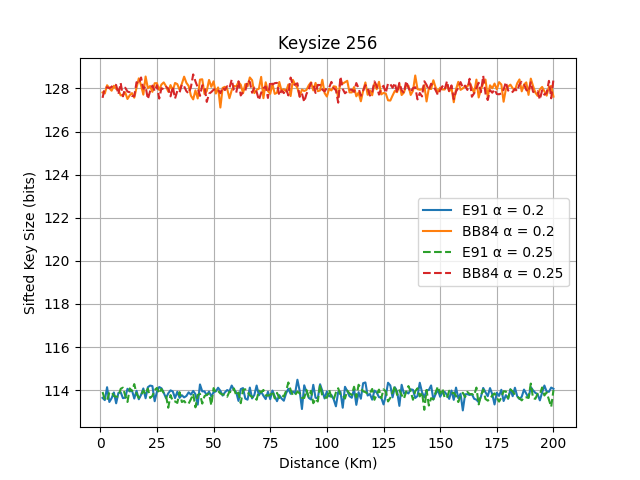 Keysize 256
128
126
124
122
120
118
116
114
Sifted Key Size (bits)
E91 α = 0.2
BB84 α = 0.2
E91 α = 0.25
BB84 α = 0.25
0 25 50 75 100 125 150 175 200
Distance (Km)